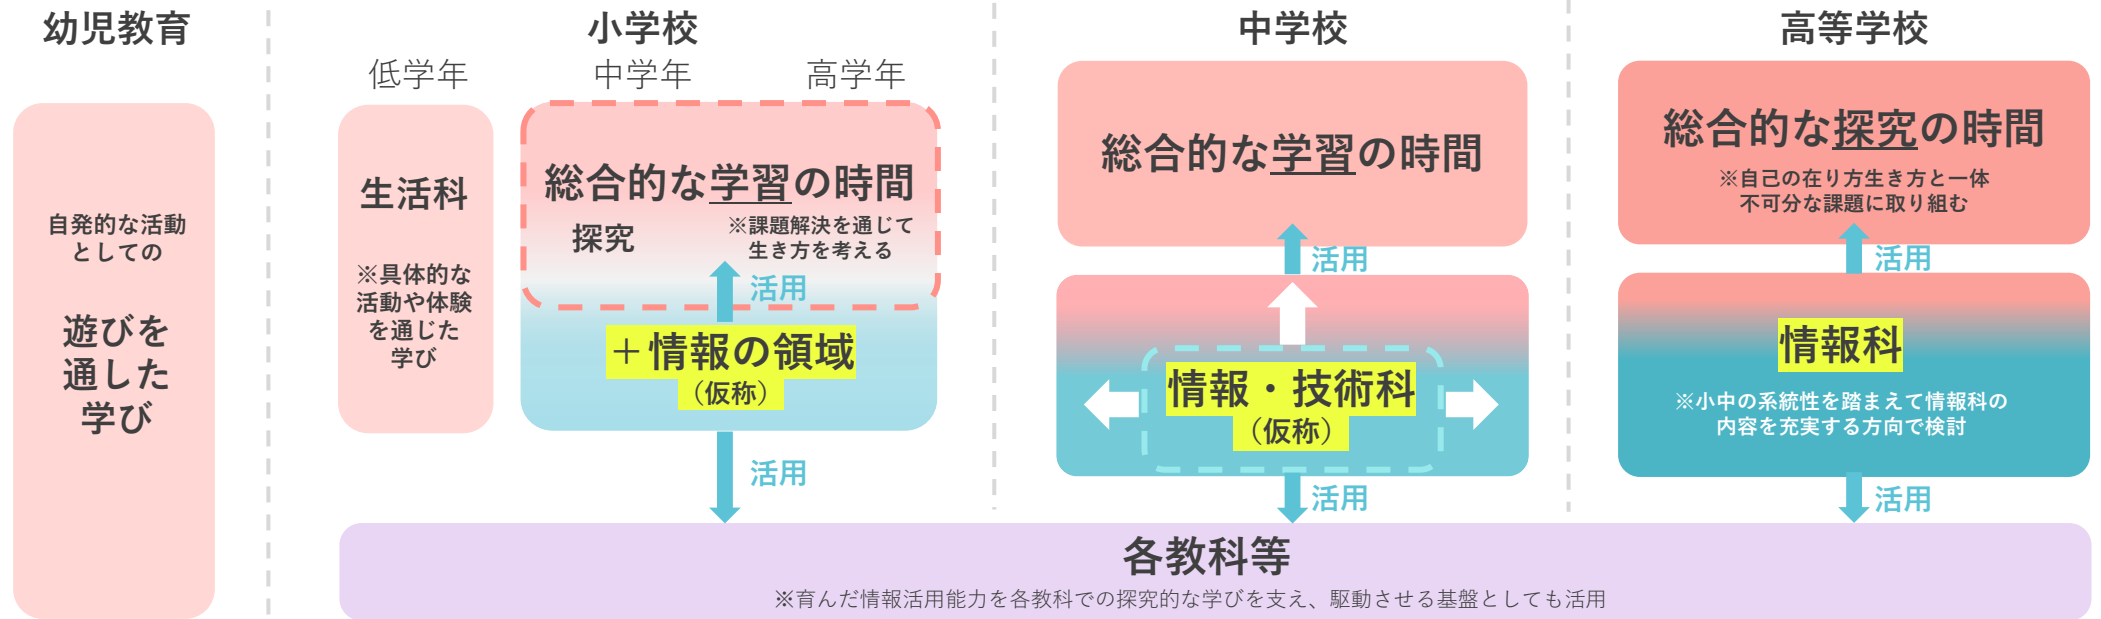 幼児教育
自発的な活動
としての
遊びを
通した
学び
小学校
低学年
中学年
高学年
生活科
※具体的な
活動や体験
を通じた
学び
総合的な学習の時間
探究
※課題解決を通じて
生き方を考える
活用
＋情報の領域
（仮称）
活用
中学校
総合的な学習の時間
活用
情報・技術科
（仮称）
活用
高等学校
総合的な探究の時間
※自己の在り方生き方と一体
不可分な課題に取り組む
活用
情報科
※小中の系統性を踏まえて情報科の
内容を充実する方向で検討
活用
各教科等
※育んだ情報活用能力を各教科での探究的な学びを支え、駆動させる基盤としても活用